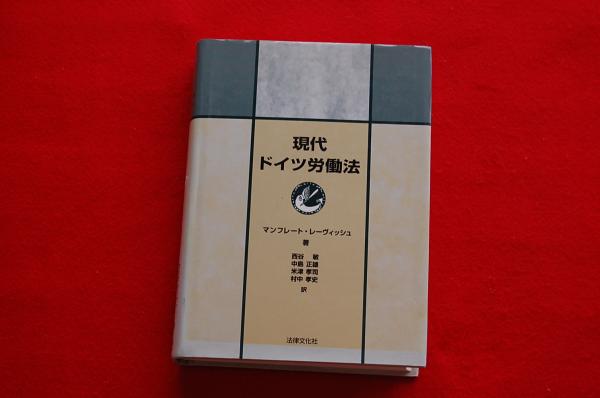 現代
ドイツ労働法
マンフレート・レーヴィッシュ
著
西谷 敏
中島 正雄
米津 孝司
村中 孝史
訳
法律文化社